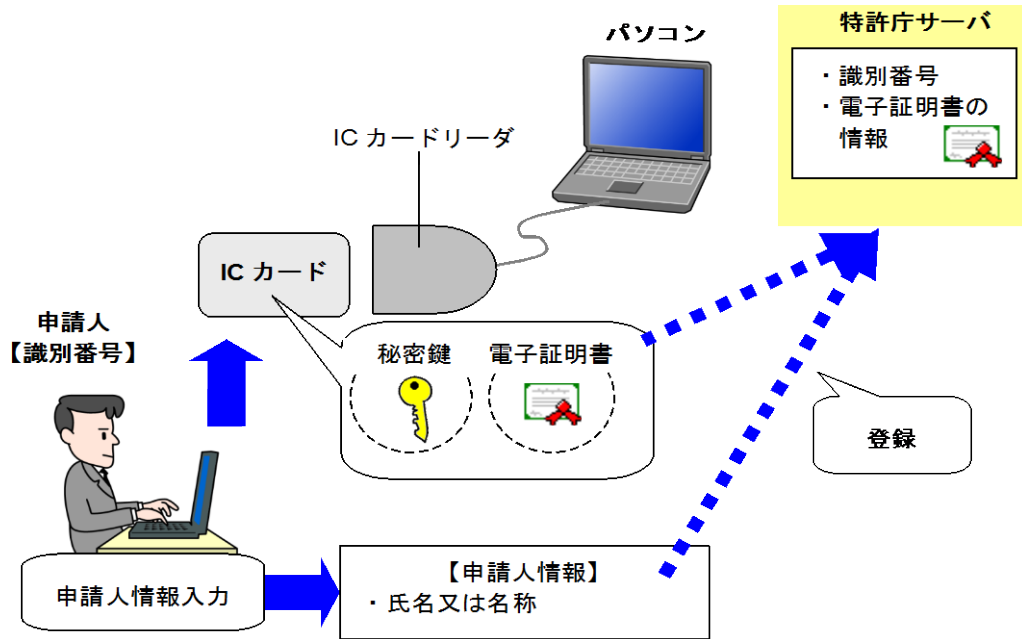 特許庁サーバ
・識別番号
・電子証明書の
情報
パソコン
IC カードリーダ
IC カード
申請人
【識別番号】
秘密鍵
電子証明書
登録
申請人情報入力
【申請人情報】
・氏名又は名称